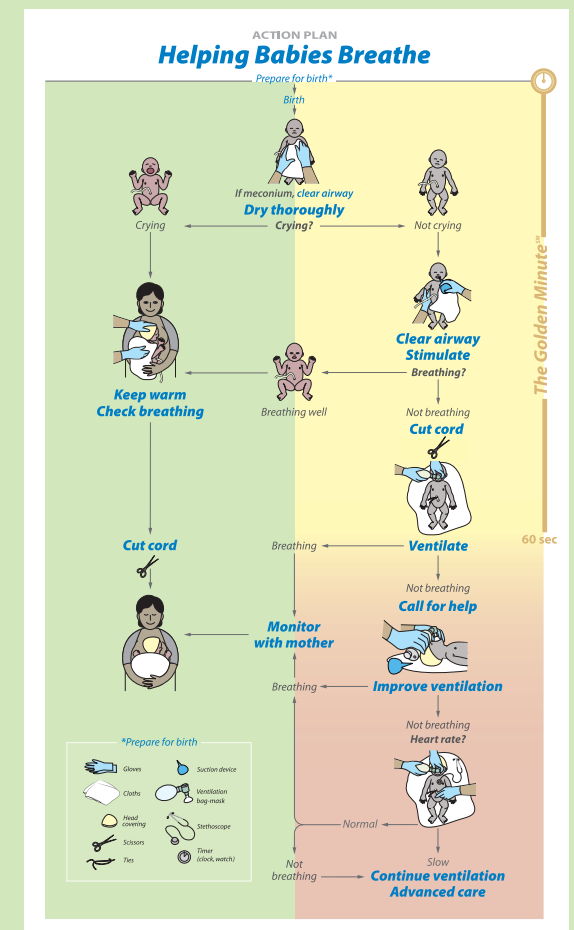 ACTION PLAN
Helping Babies Breathe
Prepare for birth*
Birth
If meconium, clear airway
Dry thoroughly
Crying
Crying?
Not crying
The Golden Minute℠
Clear airway
Stimulate
Breathing?
Keep warm
Check breathing
Breathing well
Not breathing
Cut cord
60 sec
Cut cord
Breathing
Ventilate
Not breathing
Call for help
Monitor
with mother
Breathing
Improve ventilation
Not breathing
Heart rate?
*Prepare for birth
Gloves
Suction device
Cloths
Ventilation
bag-mask
Head
covering
Stethoscope
Scissors
Ties
Timer
(clock, watch)
Normal
Not
breathing
Slow
Continue ventilation
Advanced care